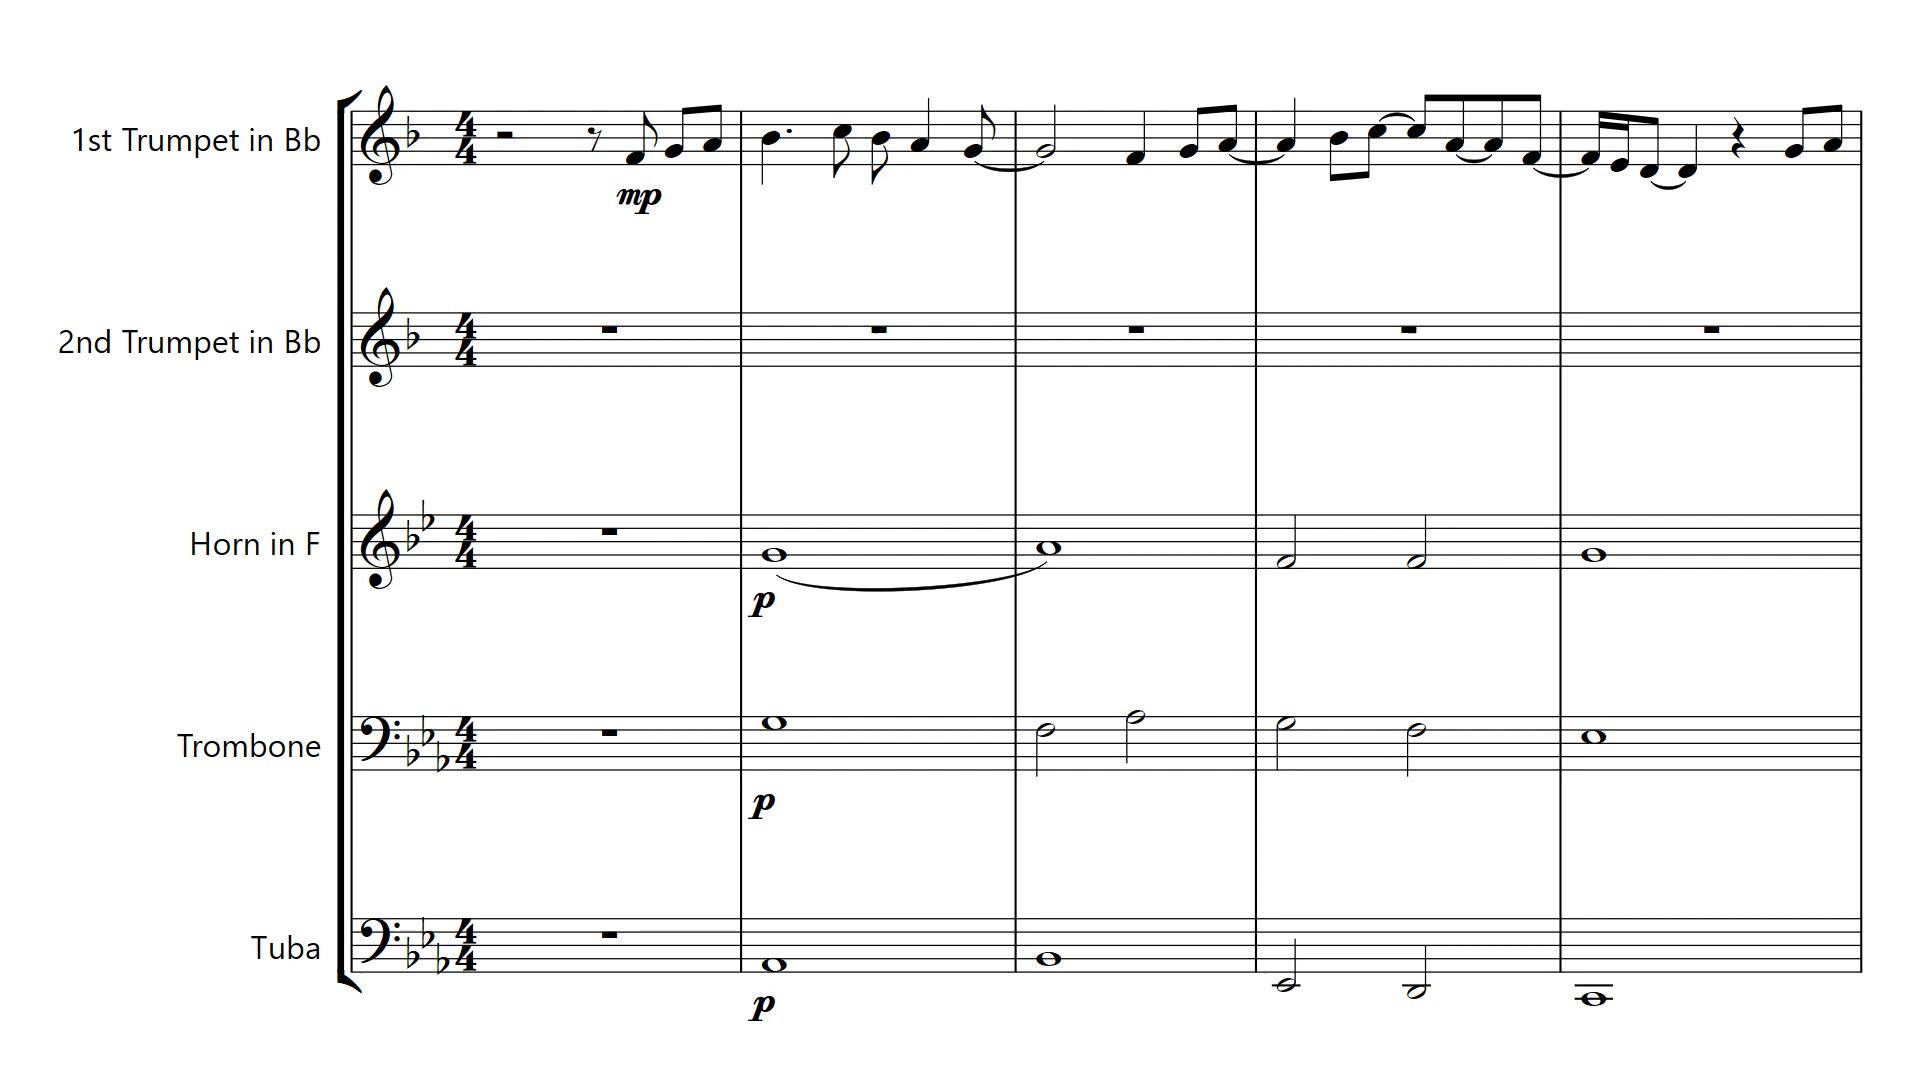 1st Trumpet in Bb
mp
2nd Trumpet in Bb
Horn in F
p
Trombone
p
Tuba
p